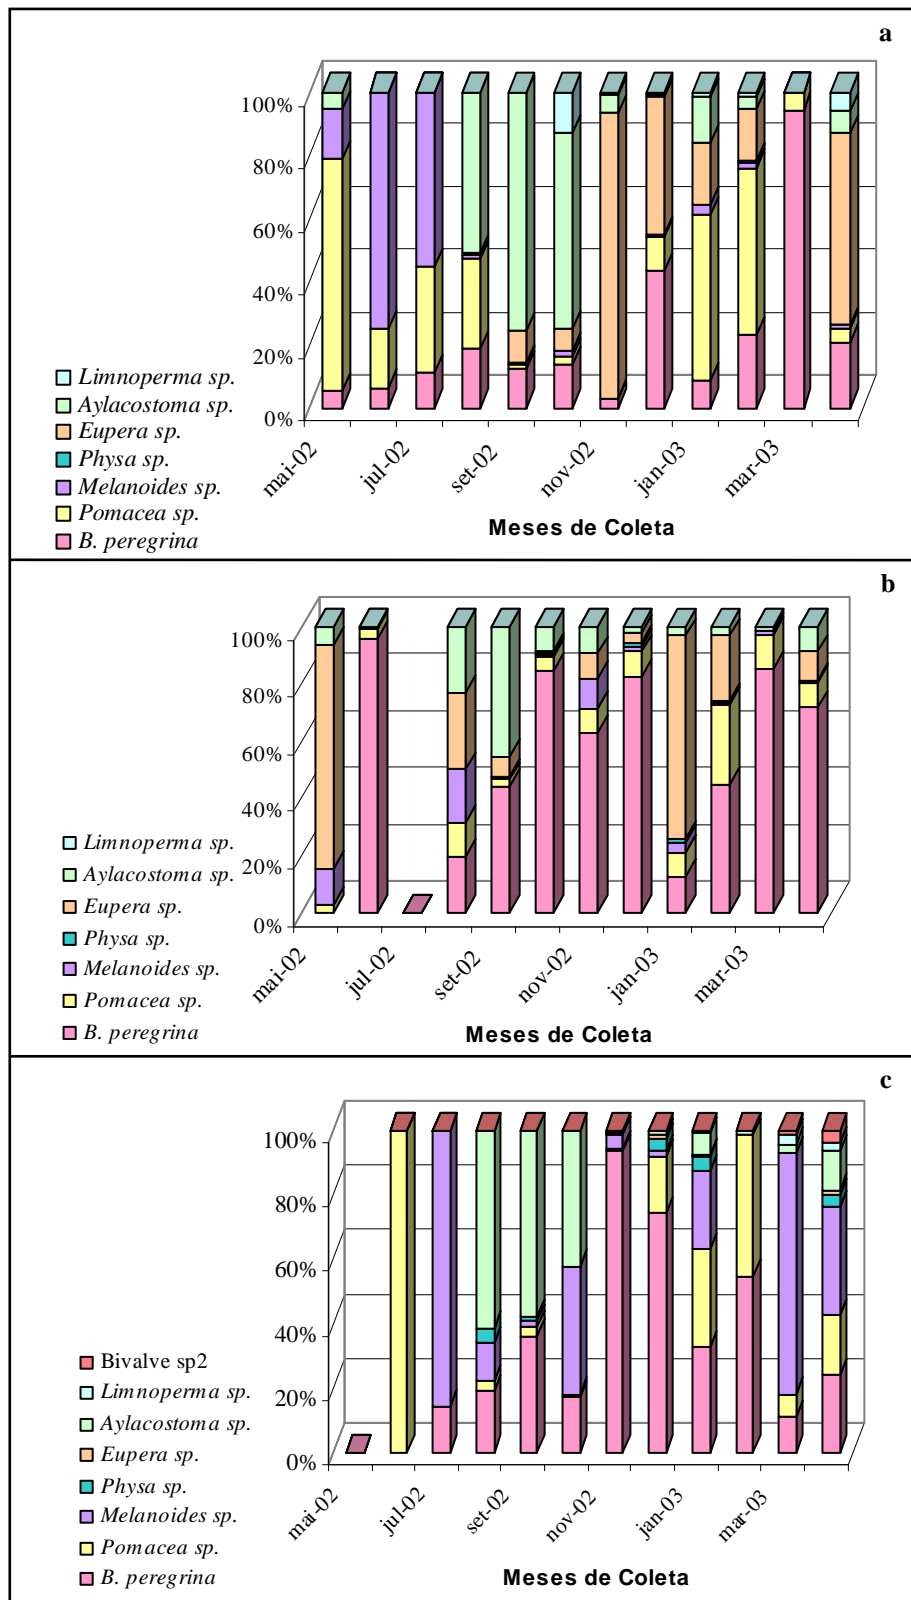 a
100%
80%
60%
40%
20%
0%
Limnoperma sp.
Aylacostoma sp.
Eupera sp.
Physa sp.
Melanoides sp.
Pomacea sp.
B. peregrina
mai-02
jul-02
set-02
nov-02
jan-03
mar-03
Meses de Coleta
b
100%
80%
60%
40%
20%
0%
Limnoperma sp.
Aylacostoma sp.
Eupera sp.
Physa sp.
Melanoides sp.
Pomacea sp.
B. peregrina
mai-02
jul-02
set-02
nov-02
jan-03
mar-03
Meses de Coleta
c
100%
80%
60%
40%
20%
0%
Bivalve sp2
Limnoperma sp.
Aylacostoma sp.
Eupera sp.
Physa sp.
Melanoides sp.
Pomacea sp.
B. peregrina
mai-02
jul-02
set-02
nov-02
jan-03
mar-03
Meses de Coleta